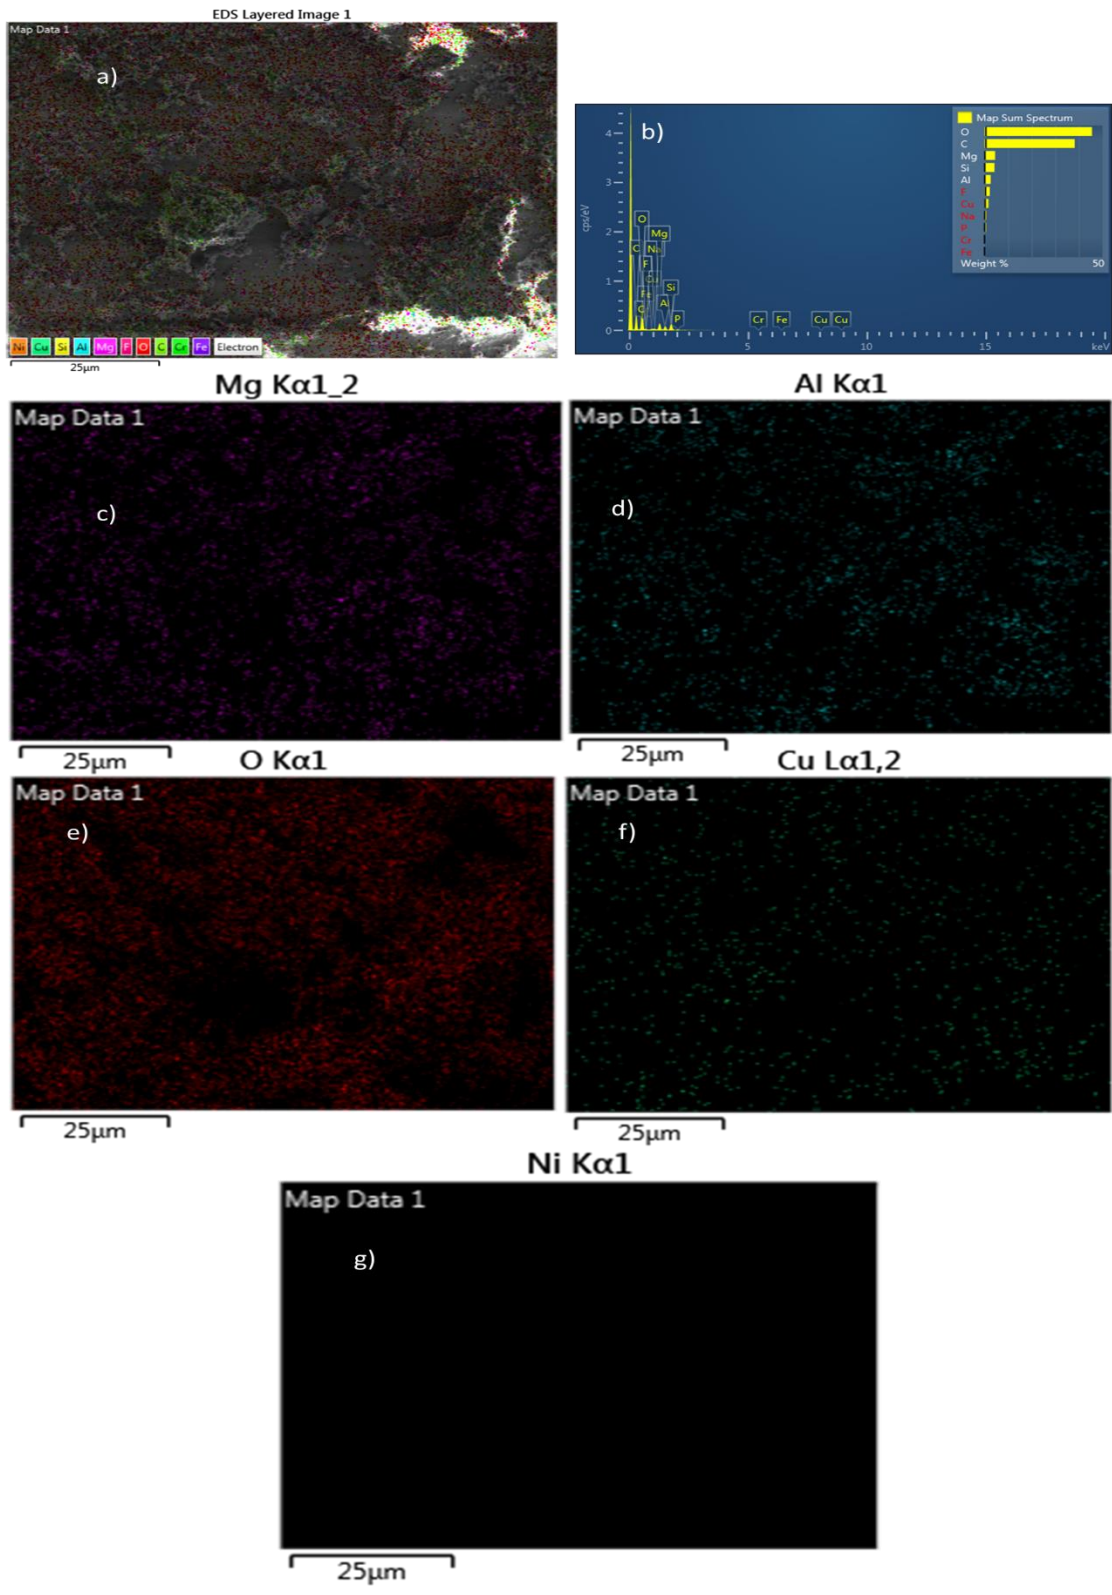 EDS Layered Image 1
Map Data 1
a)
Ni Cu Si Al Mg F O C Cr Fe Electron
25μm
b)
Map Sum Spectrum
O
C
Mg
Si
Al
F
Cu
Na
P
Cr
Fe
Weight % 50
cps/eV
4
3
2
1
0
O
Mg
C Na
F
Cu
Fe Si
Al
C P Cr Fe Cu Cu
0 5 10 15 keV
Mg Kα1_2
Map Data 1
c)
25μm
Al Kα1
Map Data 1
d)
25μm
O Kα1
Map Data 1
e)
25μm
Cu Lα1,2
Map Data 1
f)
25μm
Ni Kα1
Map Data 1
g)
25μm